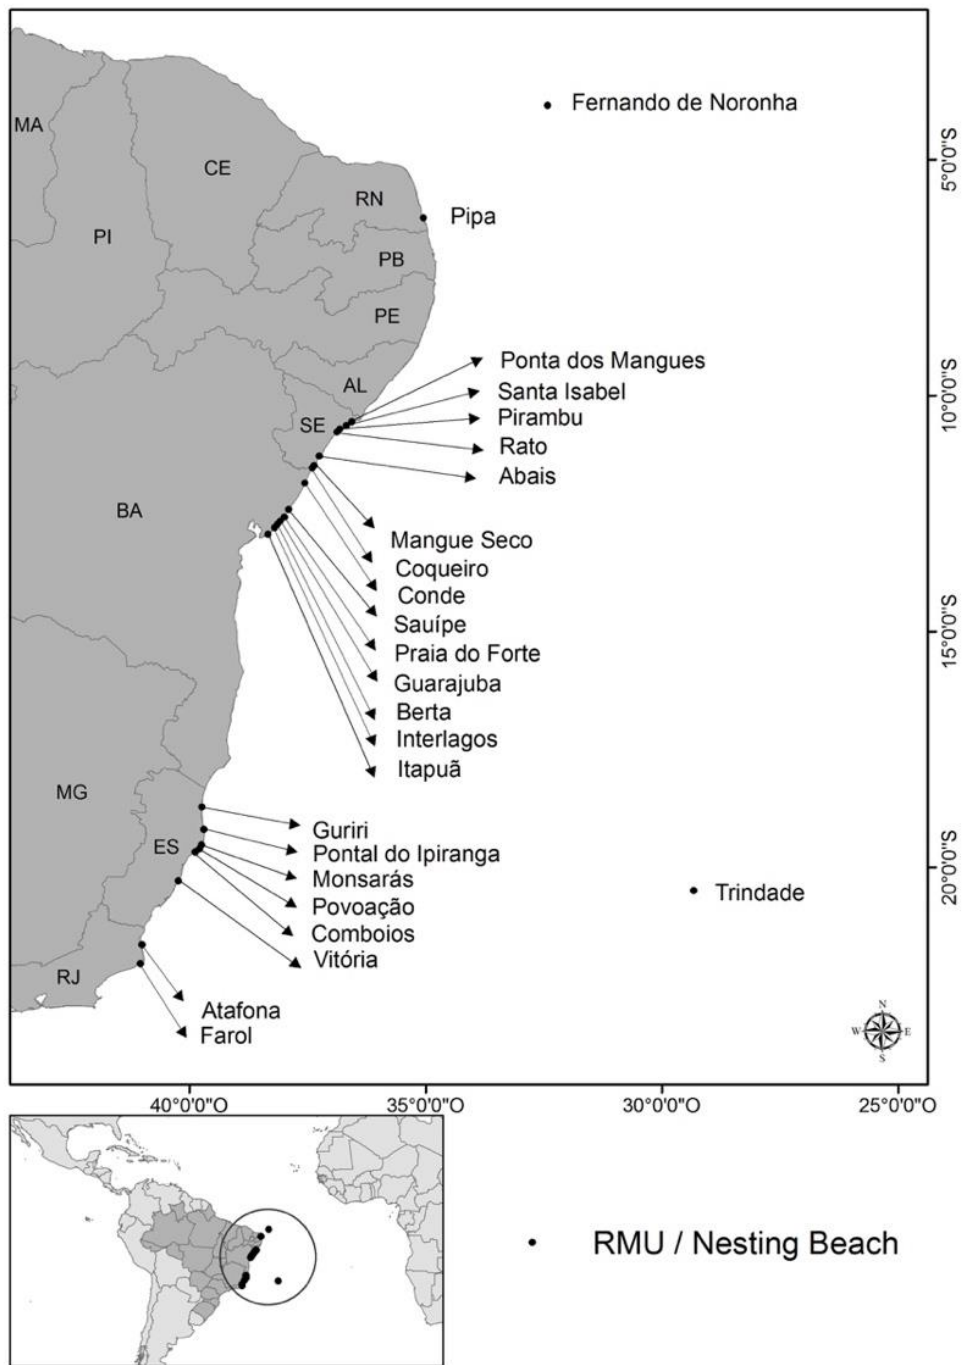 Fernando de Noronha
MA
CE
RN
Pipa
PI
PB
PE
AL
SE
BA
Ponta dos Mangues
Santa Isabel
Pirambu
Rato
Abais
Mangue Seco
Coqueiro
Conde
Sauípe
Praia do Forte
Guarajuba
Berta
Interlagos
Itapuã
MG
ES
Guriri
Pontal do Ipiranga
Monsarás
Povoação
Comboios
Vitória
Trindade
RJ
Atafona
Farol
N
W E
S
5°0'0"S
10°0'0"S
15°0'0"S
20°0'0"S
40°0'0"O 35°0'0"O 30°0'0"O 25°0'0"O
RMU / Nesting Beach